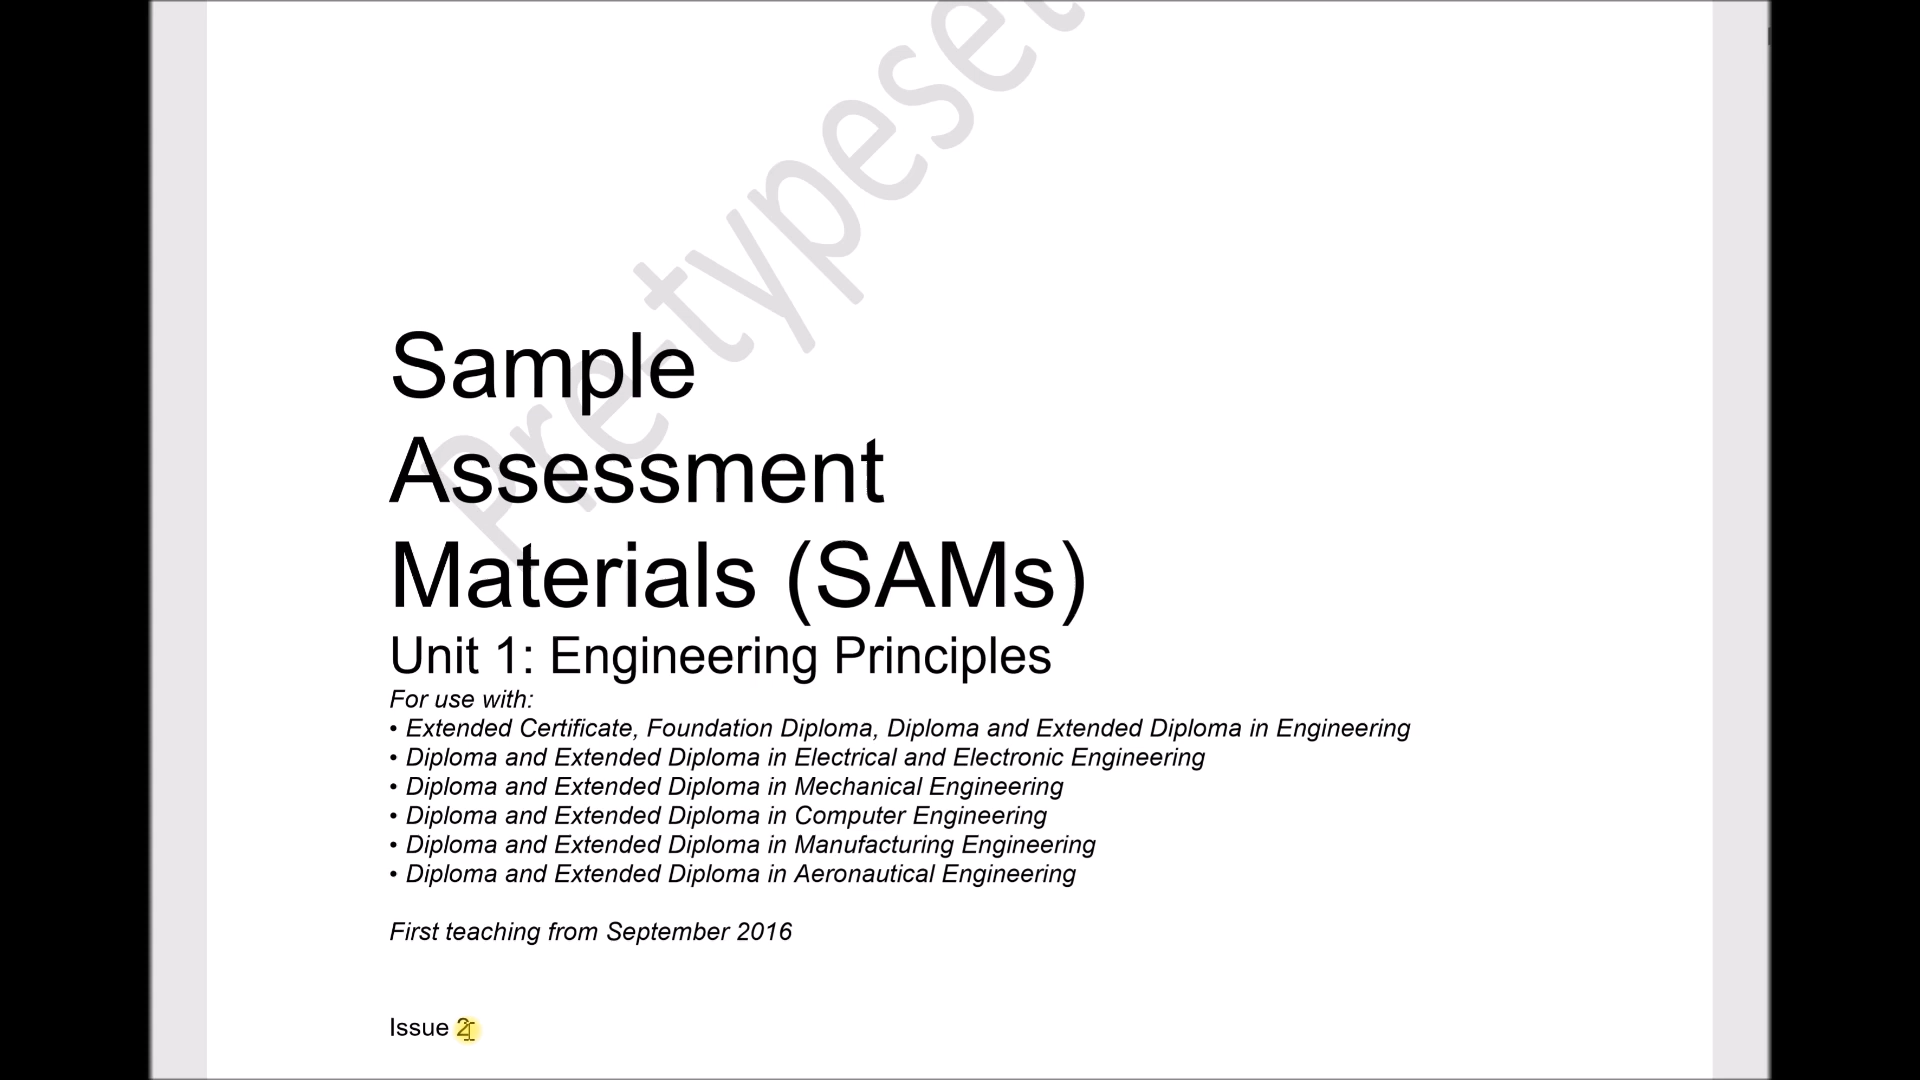 Pre-typeset
Sample
Assessment
Materials (SAMs)
Unit 1: Engineering Principles
For use with:
• Extended Certificate, Foundation Diploma, Diploma and Extended Diploma in Engineering
• Diploma and Extended Diploma in Electrical and Electronic Engineering
• Diploma and Extended Diploma in Mechanical Engineering
• Diploma and Extended Diploma in Computer Engineering
• Diploma and Extended Diploma in Manufacturing Engineering
• Diploma and Extended Diploma in Aeronautical Engineering
First teaching from September 2016
Issue 2